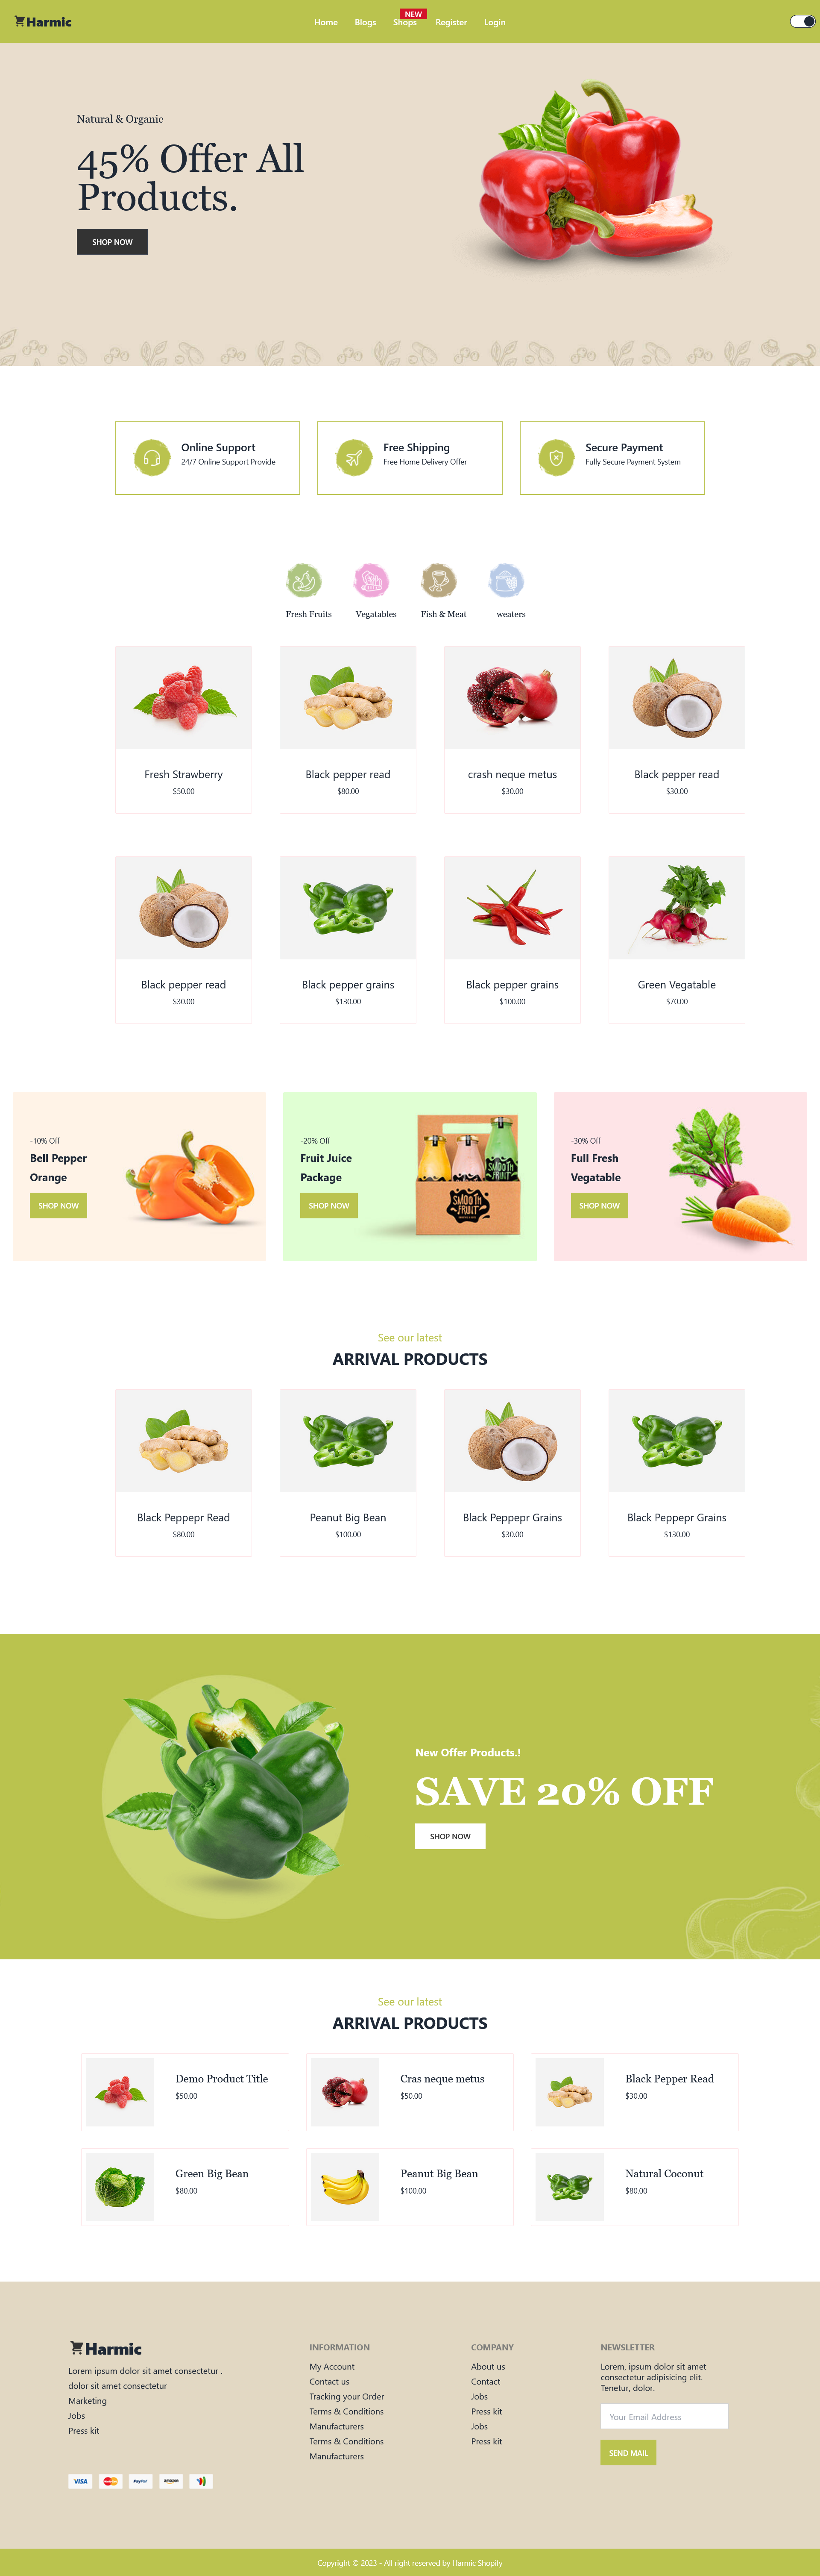 Harmic
Home Blogs Shops NEW Register Login
Natural & Organic
45% Offer All
Products.
SHOP NOW
Online Support
24/7 Online Support Provide
Free Shipping
Free Home Delivery Offer
Secure Payment
Fully Secure Payment System
Fresh Fruits
Vegatables
Fish & Meat
weaters
Fresh Strawberry
$50.00
Black pepper read
$80.00
crash neque metus
$30.00
Black pepper read
$30.00
Black pepper read
$30.00
Black pepper grains
$130.00
Black pepper grains
$100.00
Green Vegatable
$70.00
-10% Off
Bell Pepper
Orange
SHOP NOW
-20% Off
Fruit Juice
Package
SHOP NOW
SMOOTH
FRUIT
-30% Off
Full Fresh
Vegatable
SHOP NOW
See our latest
ARRIVAL PRODUCTS
Black Peppepr Read
$80.00
Peanut Big Bean
$100.00
Black Peppepr Grains
$30.00
Black Peppepr Grains
$130.00
New Offer Products.!
SAVE 20% OFF
SHOP NOW
See our latest
ARRIVAL PRODUCTS
Demo Product Title
$50.00
Cras neque metus
$50.00
Black Pepper Read
$30.00
Green Big Bean
$80.00
Peanut Big Bean
$100.00
Natural Coconut
$80.00
Harmic
Lorem ipsum dolor sit amet consectetur .
dolor sit amet consectetur
Marketing
Jobs
Press kit
VISA
PayPal
amazon
INFORMATION
My Account
Contact us
Tracking your Order
Terms & Conditions
Manufacturers
Terms & Conditions
Manufacturers
COMPANY
About us
Contact
Jobs
Press kit
Jobs
Press kit
NEWSLETTER
Lorem, ipsum dolor sit amet
consectetur adipisicing elit.
Tenetur, dolor.
Your Email Address
SEND MAIL
Copyright © 2023 - All right reserved by Harmic Shopify